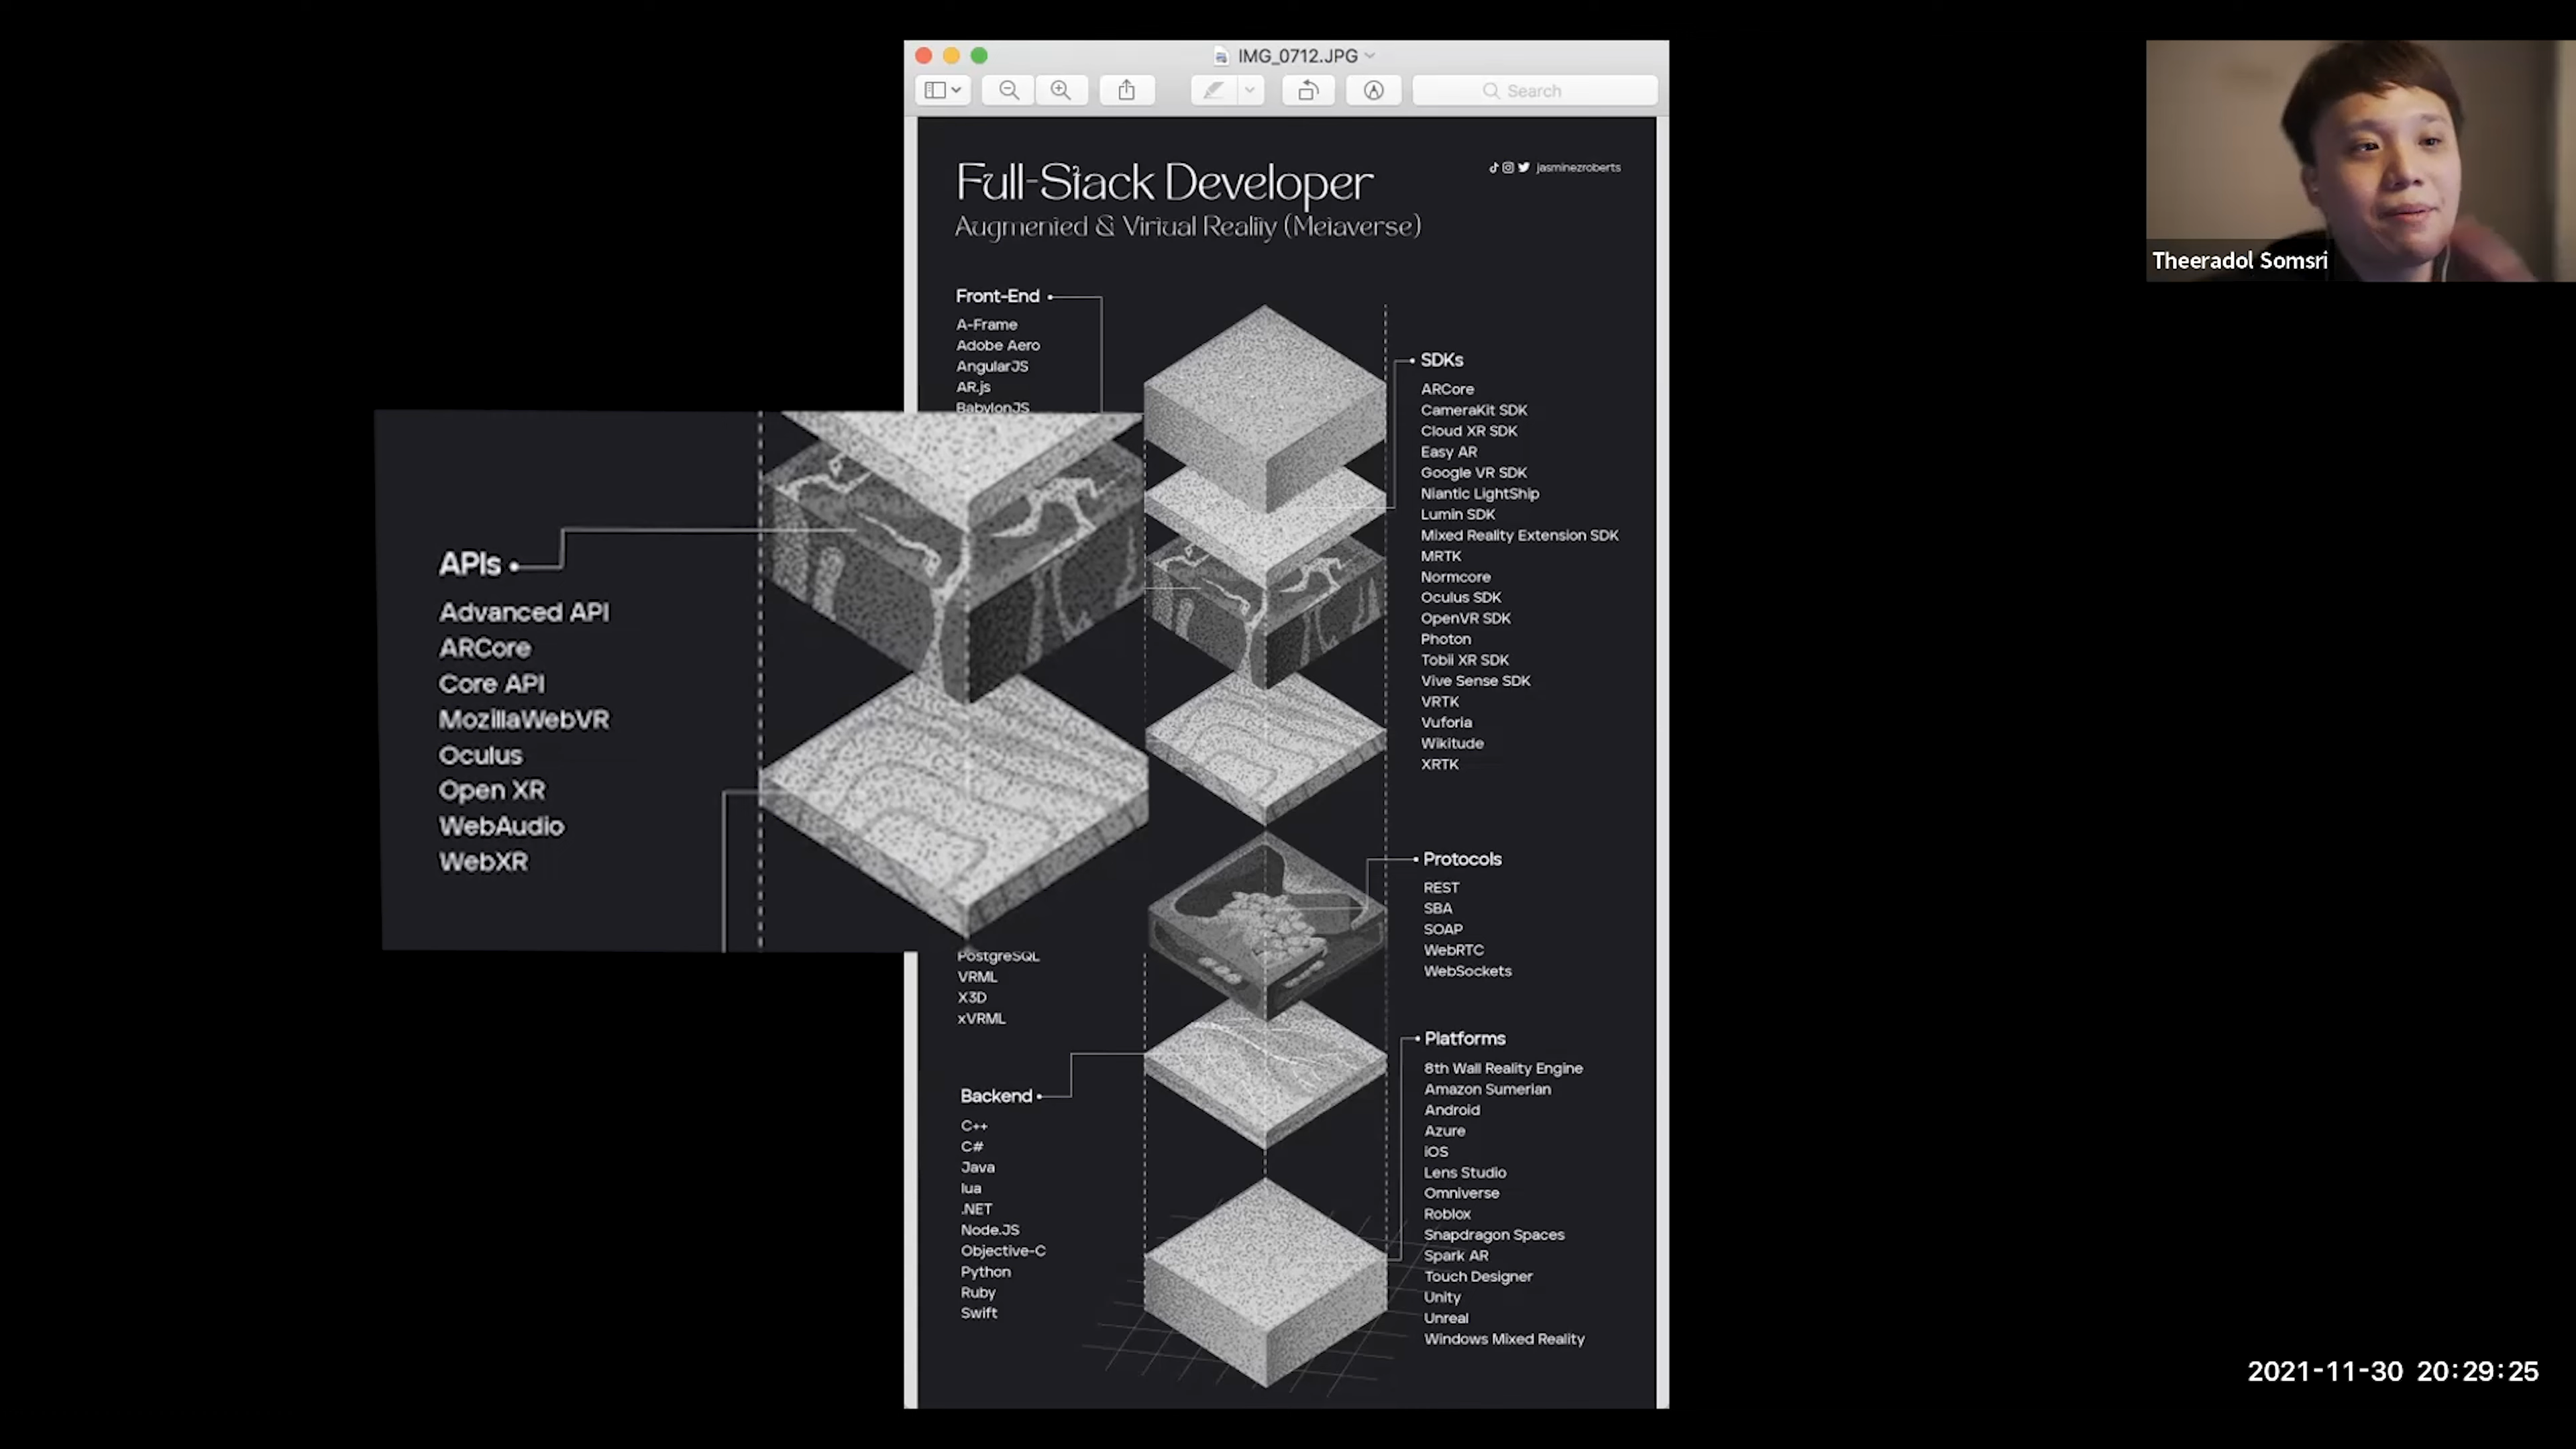 IMG_0712.JPG
Search
Full-Stack Developer
jasminezroberts
Augmented & Virtual Reality (Metaverse)
Front-End
A-Frame
Adobe Aero
AngularJS
AR.js
BabylonJS
SDKs
ARCore
CameraKit SDK
Cloud XR SDK
Easy AR
Google VR SDK
Niantic LightShip
Lumin SDK
Mixed Reality Extension SDK
MRTK
Normcore
Oculus SDK
OpenVR SDK
Photon
Tobii XR SDK
Vive Sense SDK
VRTK
Vuforia
Wikitude
XRTK
APIs
Advanced API
ARCore
Core API
MozillaWebVR
Oculus
Open XR
WebAudio
WebXR
PostgreSQL
VRML
X3D
xVRML
Protocols
REST
SBA
SOAP
WebRTC
WebSockets
Backend
C++
C#
Java
lua
.NET
Node.JS
Objective-C
Python
Ruby
Swift
Platforms
8th Wall Reality Engine
Amazon Sumerian
Android
Azure
iOS
Lens Studio
Omniverse
Roblox
Snapdragon Spaces
Spark AR
Touch Designer
Unity
Unreal
Windows Mixed Reality
Theeradol Somsri
2021-11-30 20:29:25